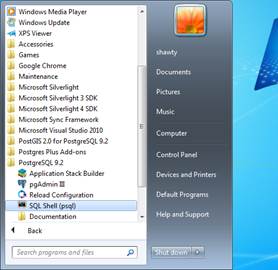 Windows Media Player
Windows Update
XPS Viewer
Accessories
Games
Google Chrome
Maintenance
Microsoft Silverlight
Microsoft Silverlight 3 SDK
Microsoft Silverlight 4 SDK
Microsoft Sync Framework
Microsoft Visual Studio 2010
PostGIS 2.0 for PostgreSQL 9.2
Postgres Plus Add-ons
PostgreSQL 9.2
Application Stack Builder
pgAdmin III
Reload Configuration
SQL Shell (psql)
Documentation
Back
Search programs and files
shawty
Documents
Pictures
Music
Computer
Control Panel
Devices and Printers
Default Programs
Help and Support
Shut down